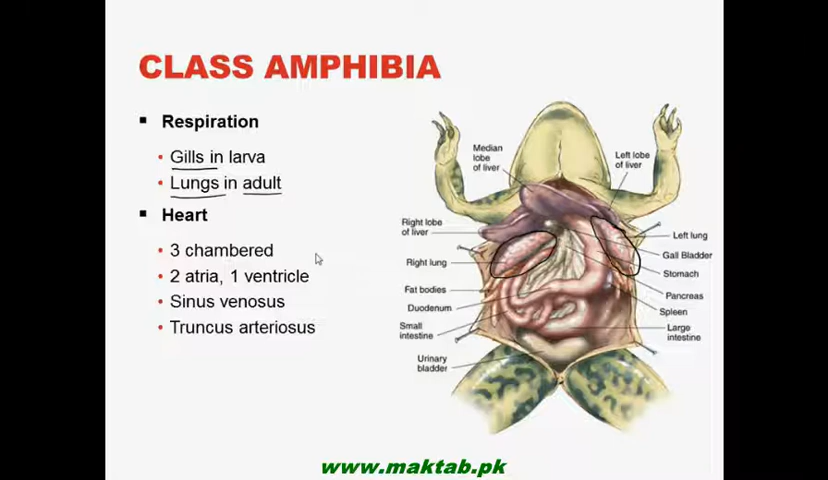 CLASS AMPHIBIA
Respiration
Gills in larva
Lungs in adult
Heart
3 chambered
2 atria, 1 ventricle
Sinus venosus
Truncus arteriosus
Median
lobe
of liver
Left lobe
of liver
Right lobe
of liver
Right lung
Fat bodies
Duodenum
Small
intestine
Urinary
bladder
Left lung
Gall Bladder
Stomach
Pancreas
Spleen
Large
intestine
www.maktab.pk